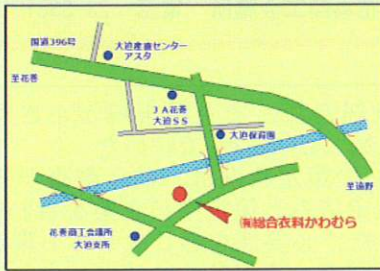 国道396号
大迫産直センター
アスタ
至花巻
JA花巻
大迫SS
大迫保育園
至遠野
㈲総合衣料かわむら
花巻商工会議所
大迫支所